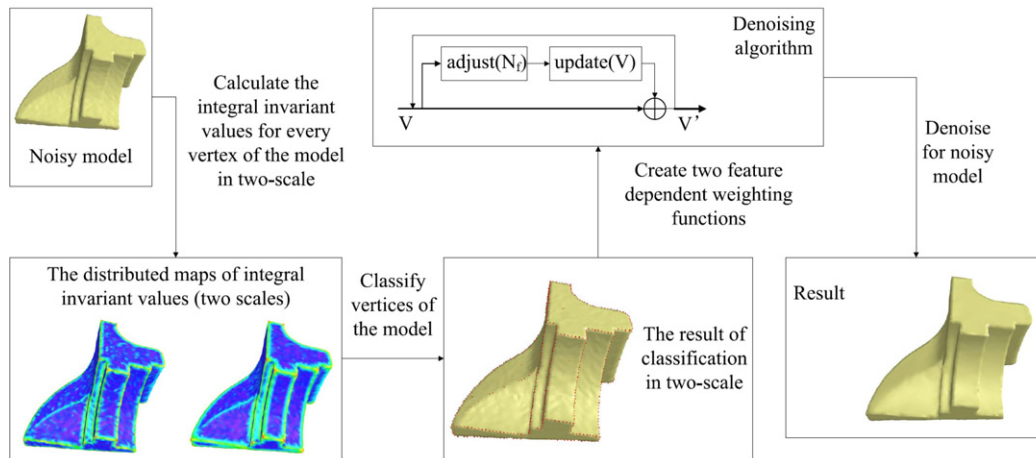 Noisy model
Calculate the
integral invariant
values for every
vertex of the model
in two-scale
The distributed maps of integral
invariant values (two scales)
Classify
vertices of
the model
The result of
classification
in two-scale
Create two feature
dependent weighting
functions
Denoising
algorithm
adjust(Nf)
update(V)
V
V'
Denoise
for noisy
model
Result